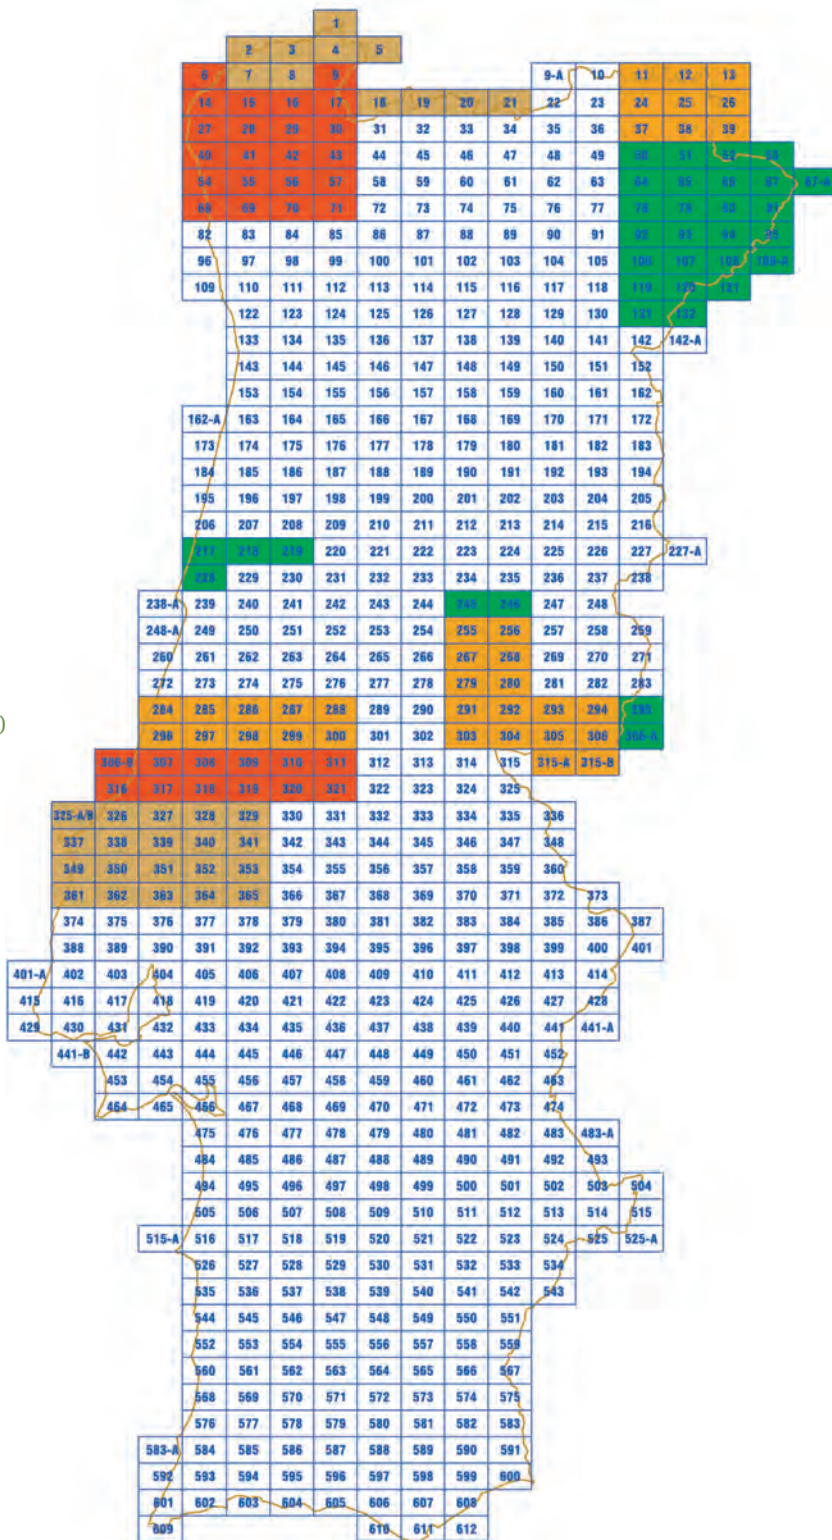 1
2 3 4 5
6 7 8 9 9-A 10 11 12 13
14 15 16 17 18 19 20 21 22 23 24 25 26
27 28 29 30 31 32 33 34 35 36 37 38 39
40 41 42 43 44 45 46 47 48 49 50 51 52 53
54 55 56 57 58 59 60 61 62 63 64 65 66 67 67-A
68 69 70 71 72 73 74 75 76 77 78 79 80 81
82 83 84 85 86 87 88 89 90 91 92 93 94 95
96 97 98 99 100 101 102 103 104 105 106 107 108 108-A
109 110 111 112 113 114 115 116 117 118 119 120 121
122 123 124 125 126 127 128 129 130 131 132
133 134 135 136 137 138 139 140 141 142 142-A
143 144 145 146 147 148 149 150 151 152
153 154 155 156 157 158 159 160 161 162
162-A 163 164 165 166 167 168 169 170 171 172
173 174 175 176 177 178 179 180 181 182 183
184 185 186 187 188 189 190 191 192 193 194
195 196 197 198 199 200 201 202 203 204 205
206 207 208 209 210 211 212 213 214 215 216
217 218 219 220 221 222 223 224 225 226 227 227-A
228 229 230 231 232 233 234 235 236 237 238
238-A 239 240 241 242 243 244 245 246 247 248
248-A 249 250 251 252 253 254 255 256 257 258 259
260 261 262 263 264 265 266 267 268 269 270 271
272 273 274 275 276 277 278 279 280 281 282 283
)
284 285 286 287 288 289 290 291 292 293 294 295
296 297 298 299 300 301 302 303 304 305 306 306-A
306-B 307 308 309 310 311 312 313 314 315 315-A 315-B
316 317 318 319 320 321 322 323 324 325
325-A/B 326 327 328 329 330 331 332 333 334 335 336
337 338 339 340 341 342 343 344 345 346 347 348
349 350 351 352 353 354 355 356 357 358 359 360
361 362 363 364 365 366 367 368 369 370 371 372 373
374 375 376 377 378 379 380 381 382 383 384 385 386 387
388 389 390 391 392 393 394 395 396 397 398 399 400 401
401-A 402 403 404 405 406 407 408 409 410 411 412 413 414
415 416 417 418 419 420 421 422 423 424 425 426 427 428
429 430 431 432 433 434 435 436 437 438 439 440 441 441-A
441-B 442 443 444 445 446 447 448 449 450 451 452
453 454 455 456 457 458 459 460 461 462 463
464 465 466 467 468 469 470 471 472 473 474
475 476 477 478 479 480 481 482 483 483-A
484 485 486 487 488 489 490 491 492 493
494 495 496 497 498 499 500 501 502 503 504
505 506 507 508 509 510 511 512 513 514 515
515-A 516 517 518 519 520 521 522 523 524 525 525-A
526 527 528 529 530 531 532 533 534
535 536 537 538 539 540 541 542 543
544 545 546 547 548 549 550 551
552 553 554 555 556 557 558 559
560 561 562 563 564 565 566 567
568 569 570 571 572 573 574 575
576 577 578 579 580 581 582 583
583-A 584 585 586 587 588 589 590 591
592 593 594 595 596 597 598 599 600
601 602 603 604 605 606 607 608
609 610 611 612